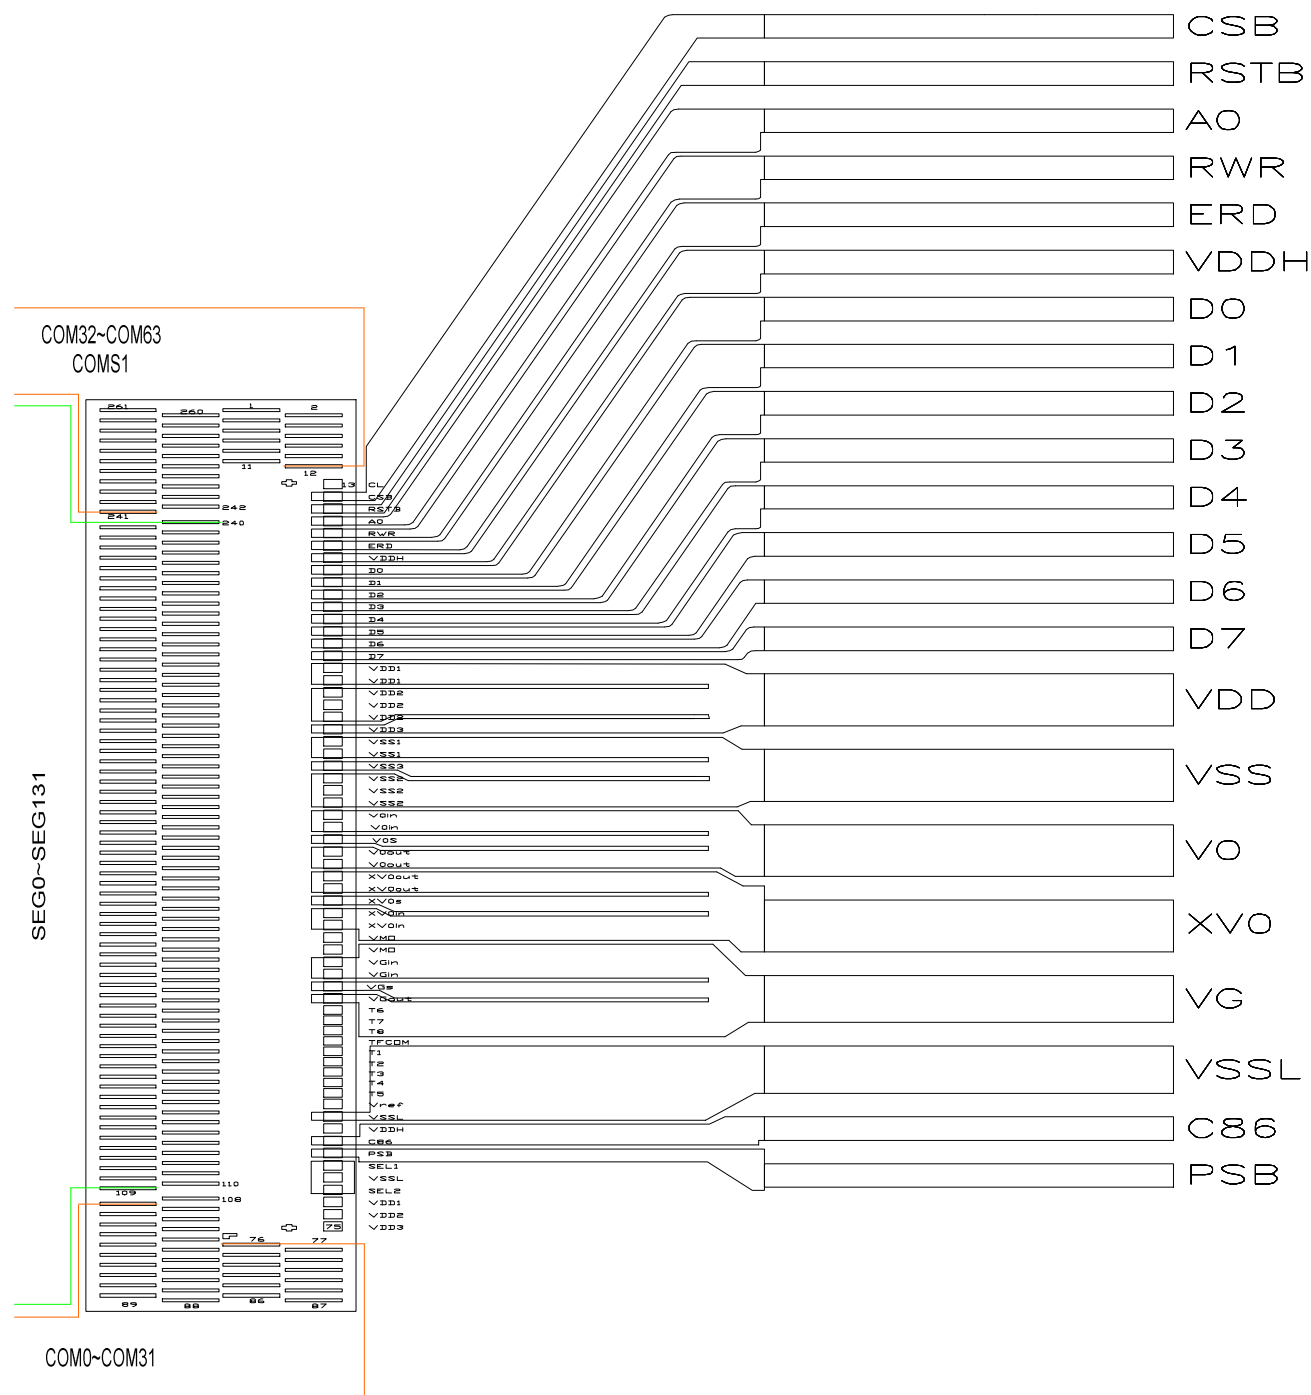 CSB
RSTB
A0
RWR
ERD
VDDH
D0
D1
D2
D3
D4
D5
D6
D7
VDD
VSS
V0
XV0
VG
VSSL
C86
PSB
COM32~COM63
COMS1
261
260
1
2
11
12
242
241
240
SEG0~SEG131
13 CL
CSB
RSTB
A0
RWR
ERD
VDDH
D0
D1
D2
D3
D4
D5
D6
D7
VDD1
VDD1
VDD2
VDD2
VDD2
VDD3
VSS1
VSS1
VSS3
VSS2
VSS2
VSS2
V0in
V0in
V0S
V0out
V0out
XV0out
XV0out
XV0s
XV0in
XV0in
VMO
VMO
VGin
VGin
VGs
VGout
T6
T7
T8
TFCOM
T1
T2
T3
T4
T5
Vref
VSSL
VDDH
C86
PSB
SEL1
VSSL
SEL2
VDD1
VDD2
75 VDD3
110
109
108
76
77
89
88
86
87
COM0~COM31